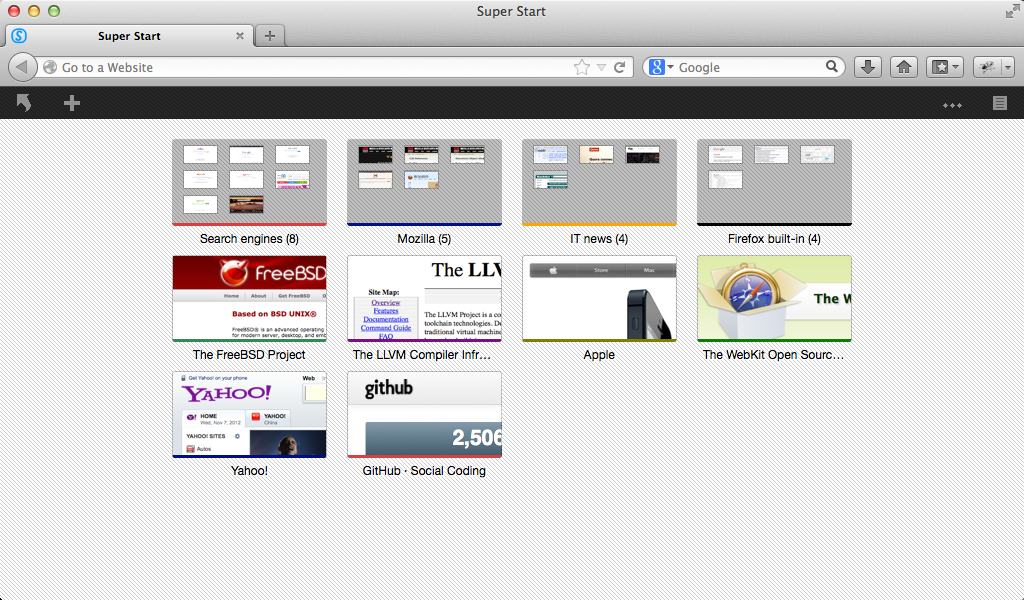 Super Start
Super Start
Go to a Website
Google
Search engines (8)
Mozilla (5)
IT news (4)
Firefox built-in (4)
FreeBSD
Home About Get FreeBSD D
Based on BSD UNIX®
FreeBSD® is an advanced operating
for modern server, desktop, and emb
The FreeBSD Project
The LLV
Site Map:
Overview
Features
Documentation
Command Guide
FAQ
The LLVM Project is a co
toolchain technologies. De
traditional virtual machine
The LLVM Compiler Infr...
Store Mac
Apple
The W
The WebKit Open Sourc...
Get Yahoo! on your phone
Web
YAHOO!
HOME
Wed, Nov 7, 2012
YAHOO!
China
YAHOO! SITES
Autos
Yahoo!
github
2,506
GitHub · Social Coding